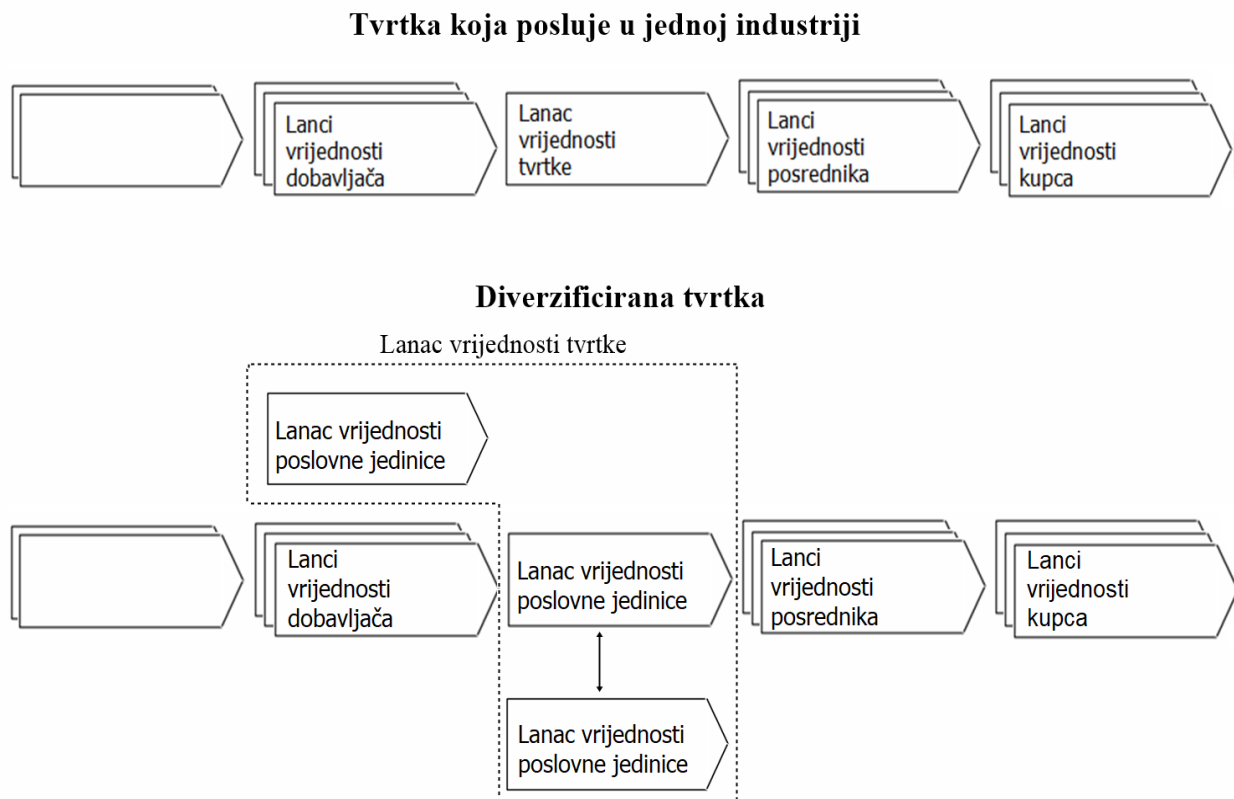 Tvrtka koja posluje u jednoj industriji
Lanci
vrijednosti
dobavljača
Lanac
vrijednosti
tvrtke
Lanci
vrijednosti
posrednika
Lanci
vrijednosti
kupca
Diverzificirana tvrtka
Lanac vrijednosti tvrtke
Lanac vrijednosti
poslovne jedinice
Lanci
vrijednosti
dobavljača
Lanac vrijednosti
poslovne jedinice
Lanci
vrijednosti
posrednika
Lanci
vrijednosti
kupca
Lanac vrijednosti
poslovne jedinice